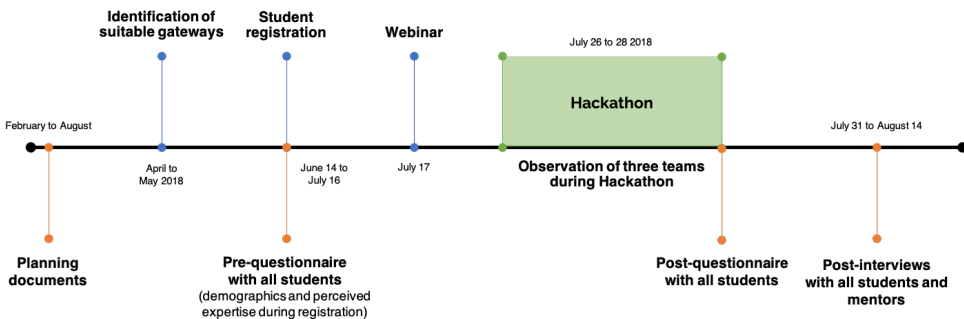 Identification of
suitable gateways
Student
registration
Webinar
July 26 to 28 2018
Hackathon
February to August
July 31 to August 14
April to
May 2018
June 14 to
July 16
July 17
Observation of three teams
during Hackathon
Planning
documents
Pre-questionnaire
with all students
(demographics and perceived
expertise during registration)
Post-questionnaire
with all students
Post-interviews
with all students and
mentors